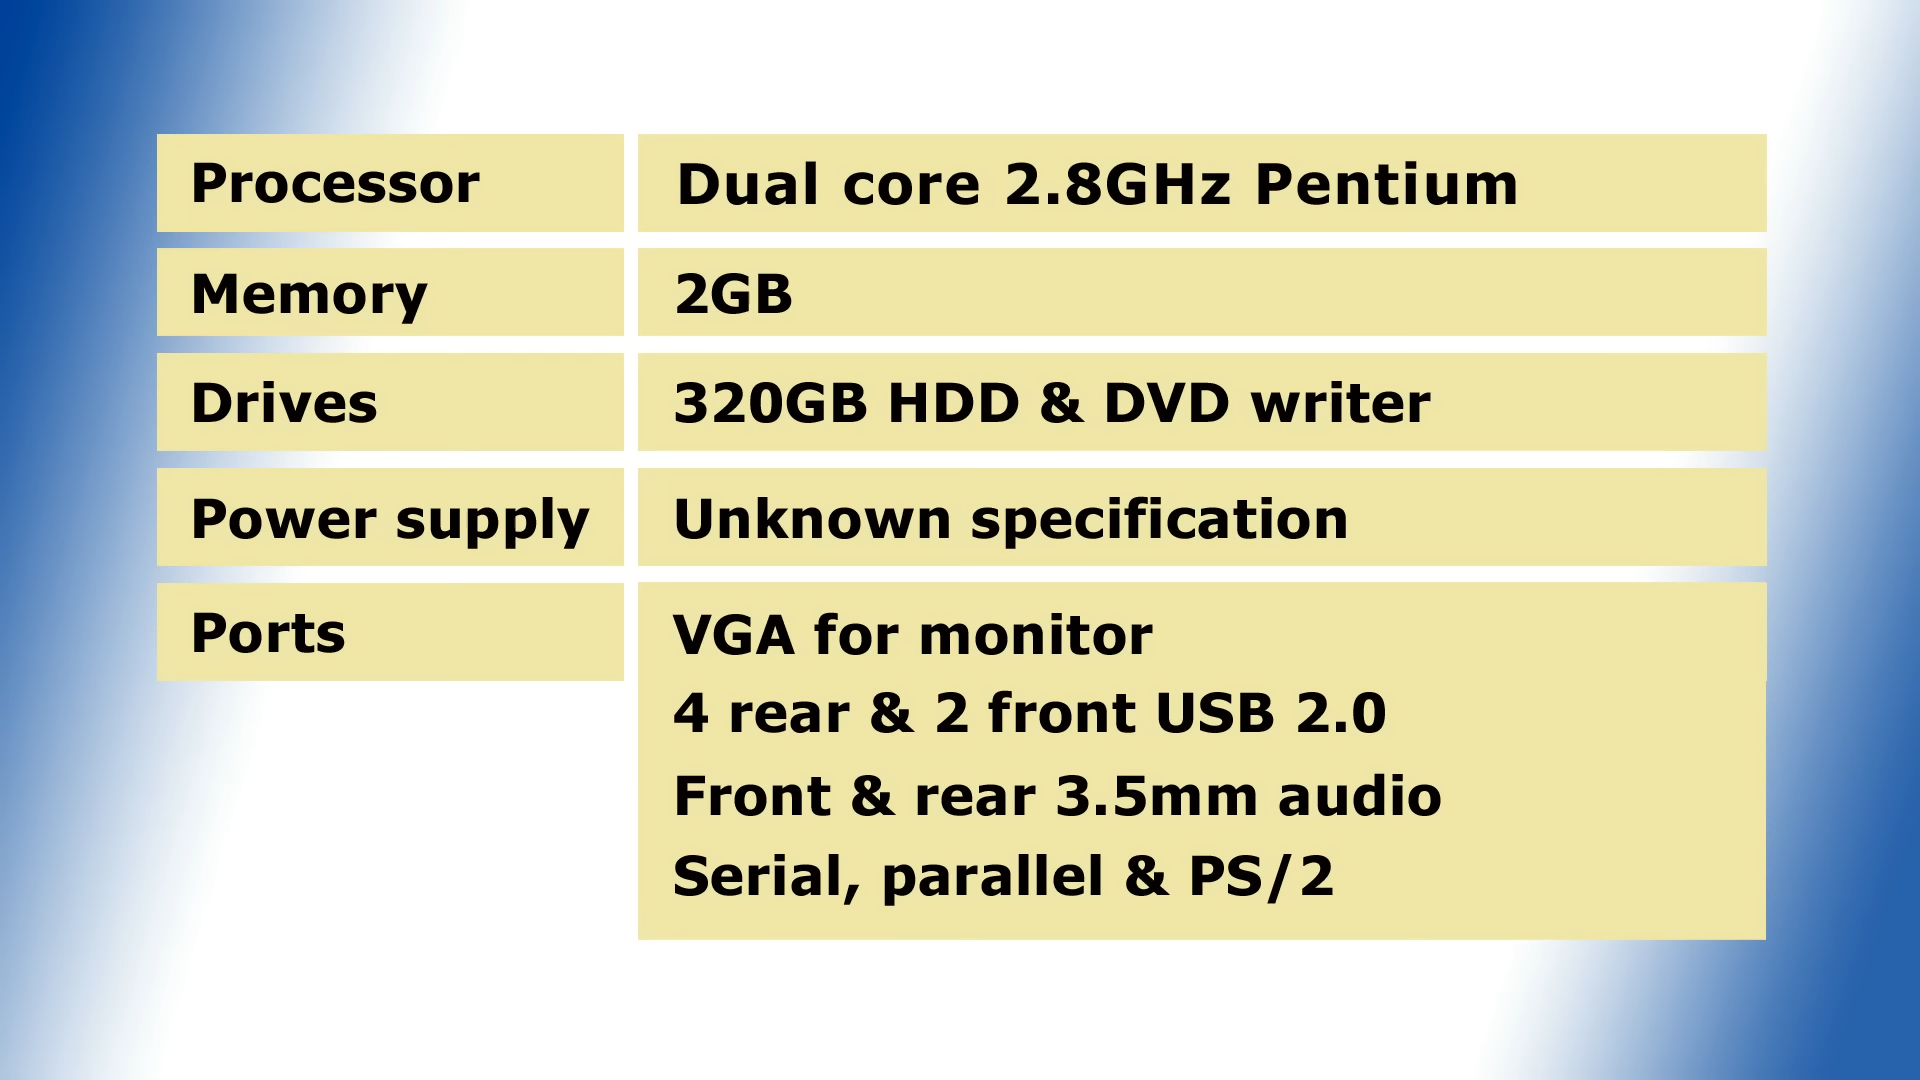 Processor Dual core 2.8GHz Pentium
Memory 2GB
Drives 320GB HDD & DVD writer
Power supply Unknown specification
Ports VGA for monitor
4 rear & 2 front USB 2.0
Front & rear 3.5mm audio
Serial, parallel & PS/2